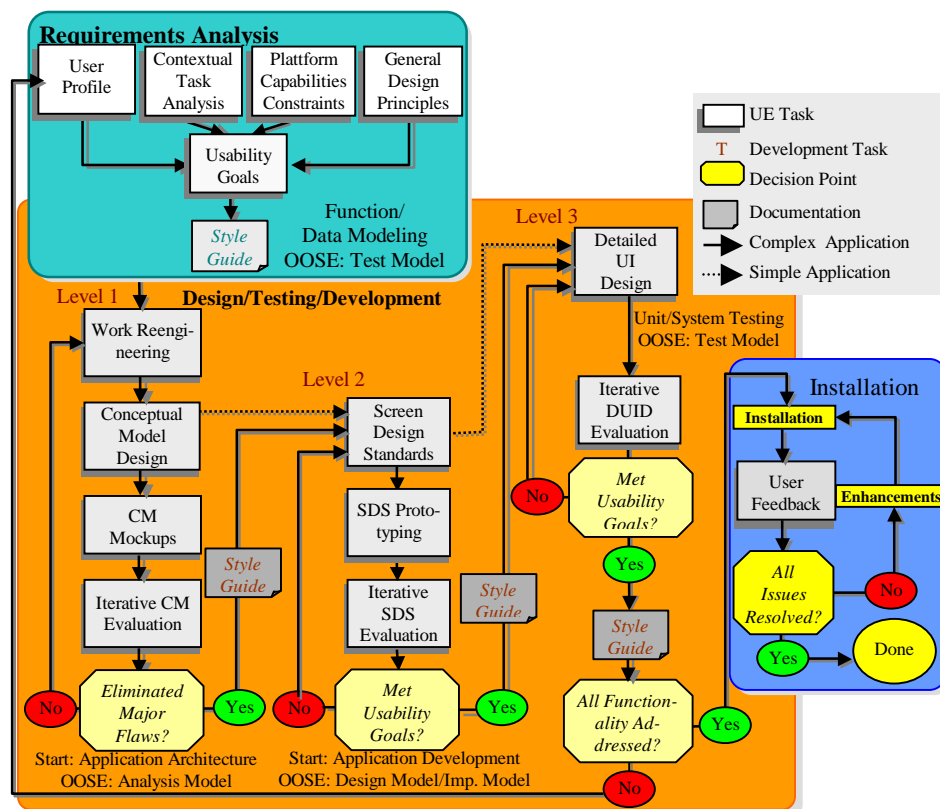 Requirements Analysis
User
Profile
Contextual
Task
Analysis
Plattform
Capabilities
Constraints
General
Design
Principles
Usability
Goals
Style
Guide
Function/
Data Modeling
OOSE: Test Model
UE Task
T
Development Task
Decision Point
Documentation
Complex Application
Simple Application
Design/Testing/Development
Level 1
Work Reengi-
neering
Conceptual
Model
Design
CM
Mockups
Iterative CM
Evaluation
Eliminated
Major
Flaws?
No
Yes
Style
Guide
Start: Application Architecture
OOSE: Analysis Model
Level 2
Screen
Design
Standards
SDS Proto-
typing
Iterative
SDS
Evaluation
Met
Usability
Goals?
No
Yes
Style
Guide
Start: Application Development
OOSE: Design Model/Imp. Model
Level 3
Detailed
UI
Design
Unit/System Testing
OOSE: Test Model
Iterative
DUID
Evaluation
Met
Usability
Goals?
No
Yes
Style
Guide
All Function-
ality Ad-
dressed?
Yes
No
Installation
Installation
User
Feedback
Enhancements
All
Issues
Resolved?
No
Yes
Done